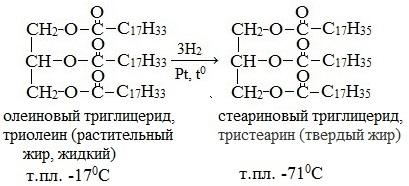 O O
CH2-O-C-C17H33 CH2-O-C-C17H35
O O
CH-O-C-C17H33 3H2 CH-O-C-C17H35
O Pt, t0 O
CH2-O-C-C17H33 CH2-O-C-C17H35
олеиновый триглицерид, стеариновый триглицерид,
триолеин (растительный тристеарин (твердый жир)
жир, жидкий)
т.пл. -17⁰С т.пл. -71⁰С